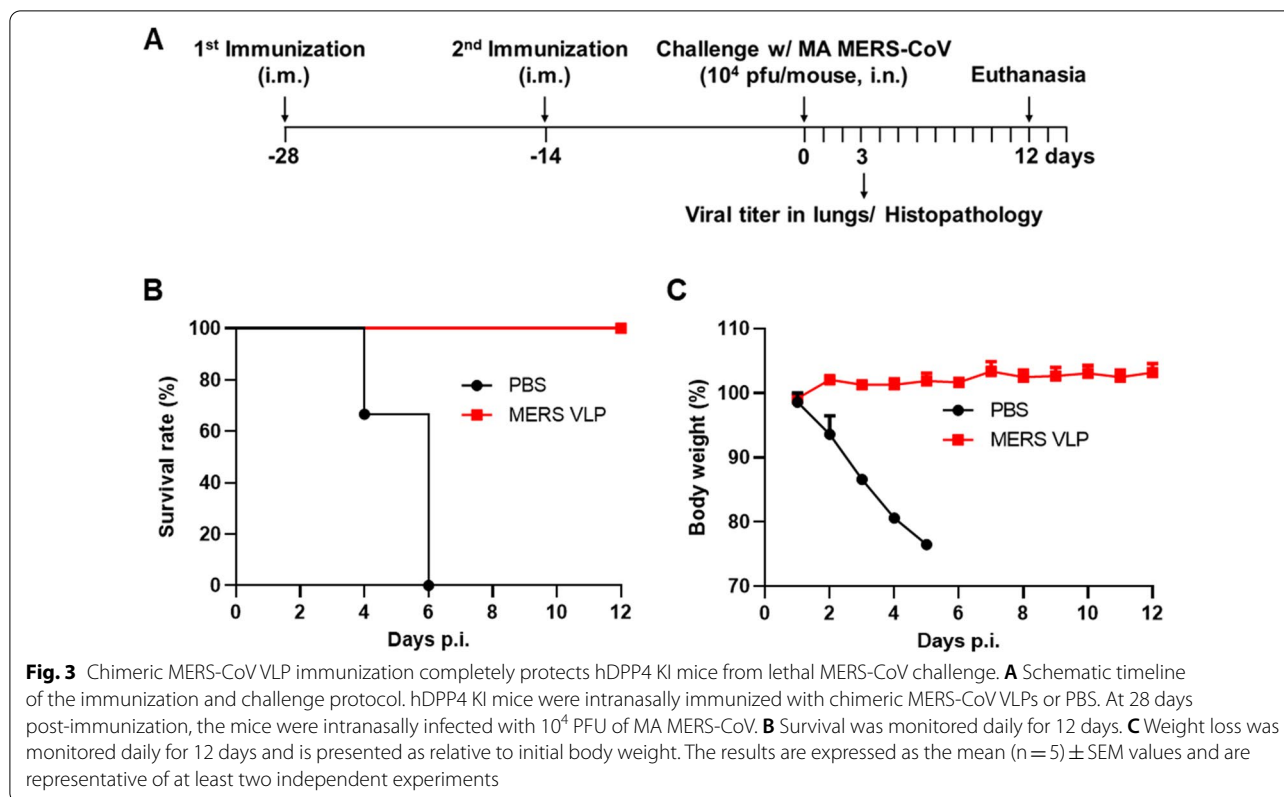 A
1st Immunization
(i.m.)
2nd Immunization
(i.m.)
Challenge w/ MA MERS-CoV
(10⁴ pfu/mouse, i.n.)
Euthanasia
-28
-14
0
3
12 days
Viral titer in lungs/ Histopathology
B
Survival rate (%)
100
80
60
40
20
0
0 2 4 6 8 10 12
Days p.i.
PBS
MERS VLP
C
Body weight (%)
110
100
90
80
70
0 2 4 6 8 10 12
Days p.i.
PBS
MERS VLP
Fig. 3 Chimeric MERS-CoV VLP immunization completely protects hDPP4 KI mice from lethal MERS-CoV challenge. A Schematic timeline
of the immunization and challenge protocol. hDPP4 KI mice were intranasally immunized with chimeric MERS-CoV VLPs or PBS. At 28 days
post-immunization, the mice were intranasally infected with 10⁴ PFU of MA MERS-CoV. B Survival was monitored daily for 12 days. C Weight loss was
monitored daily for 12 days and is presented as relative to initial body weight. The results are expressed as the mean (n = 5) ± SEM values and are
representative of at least two independent experiments